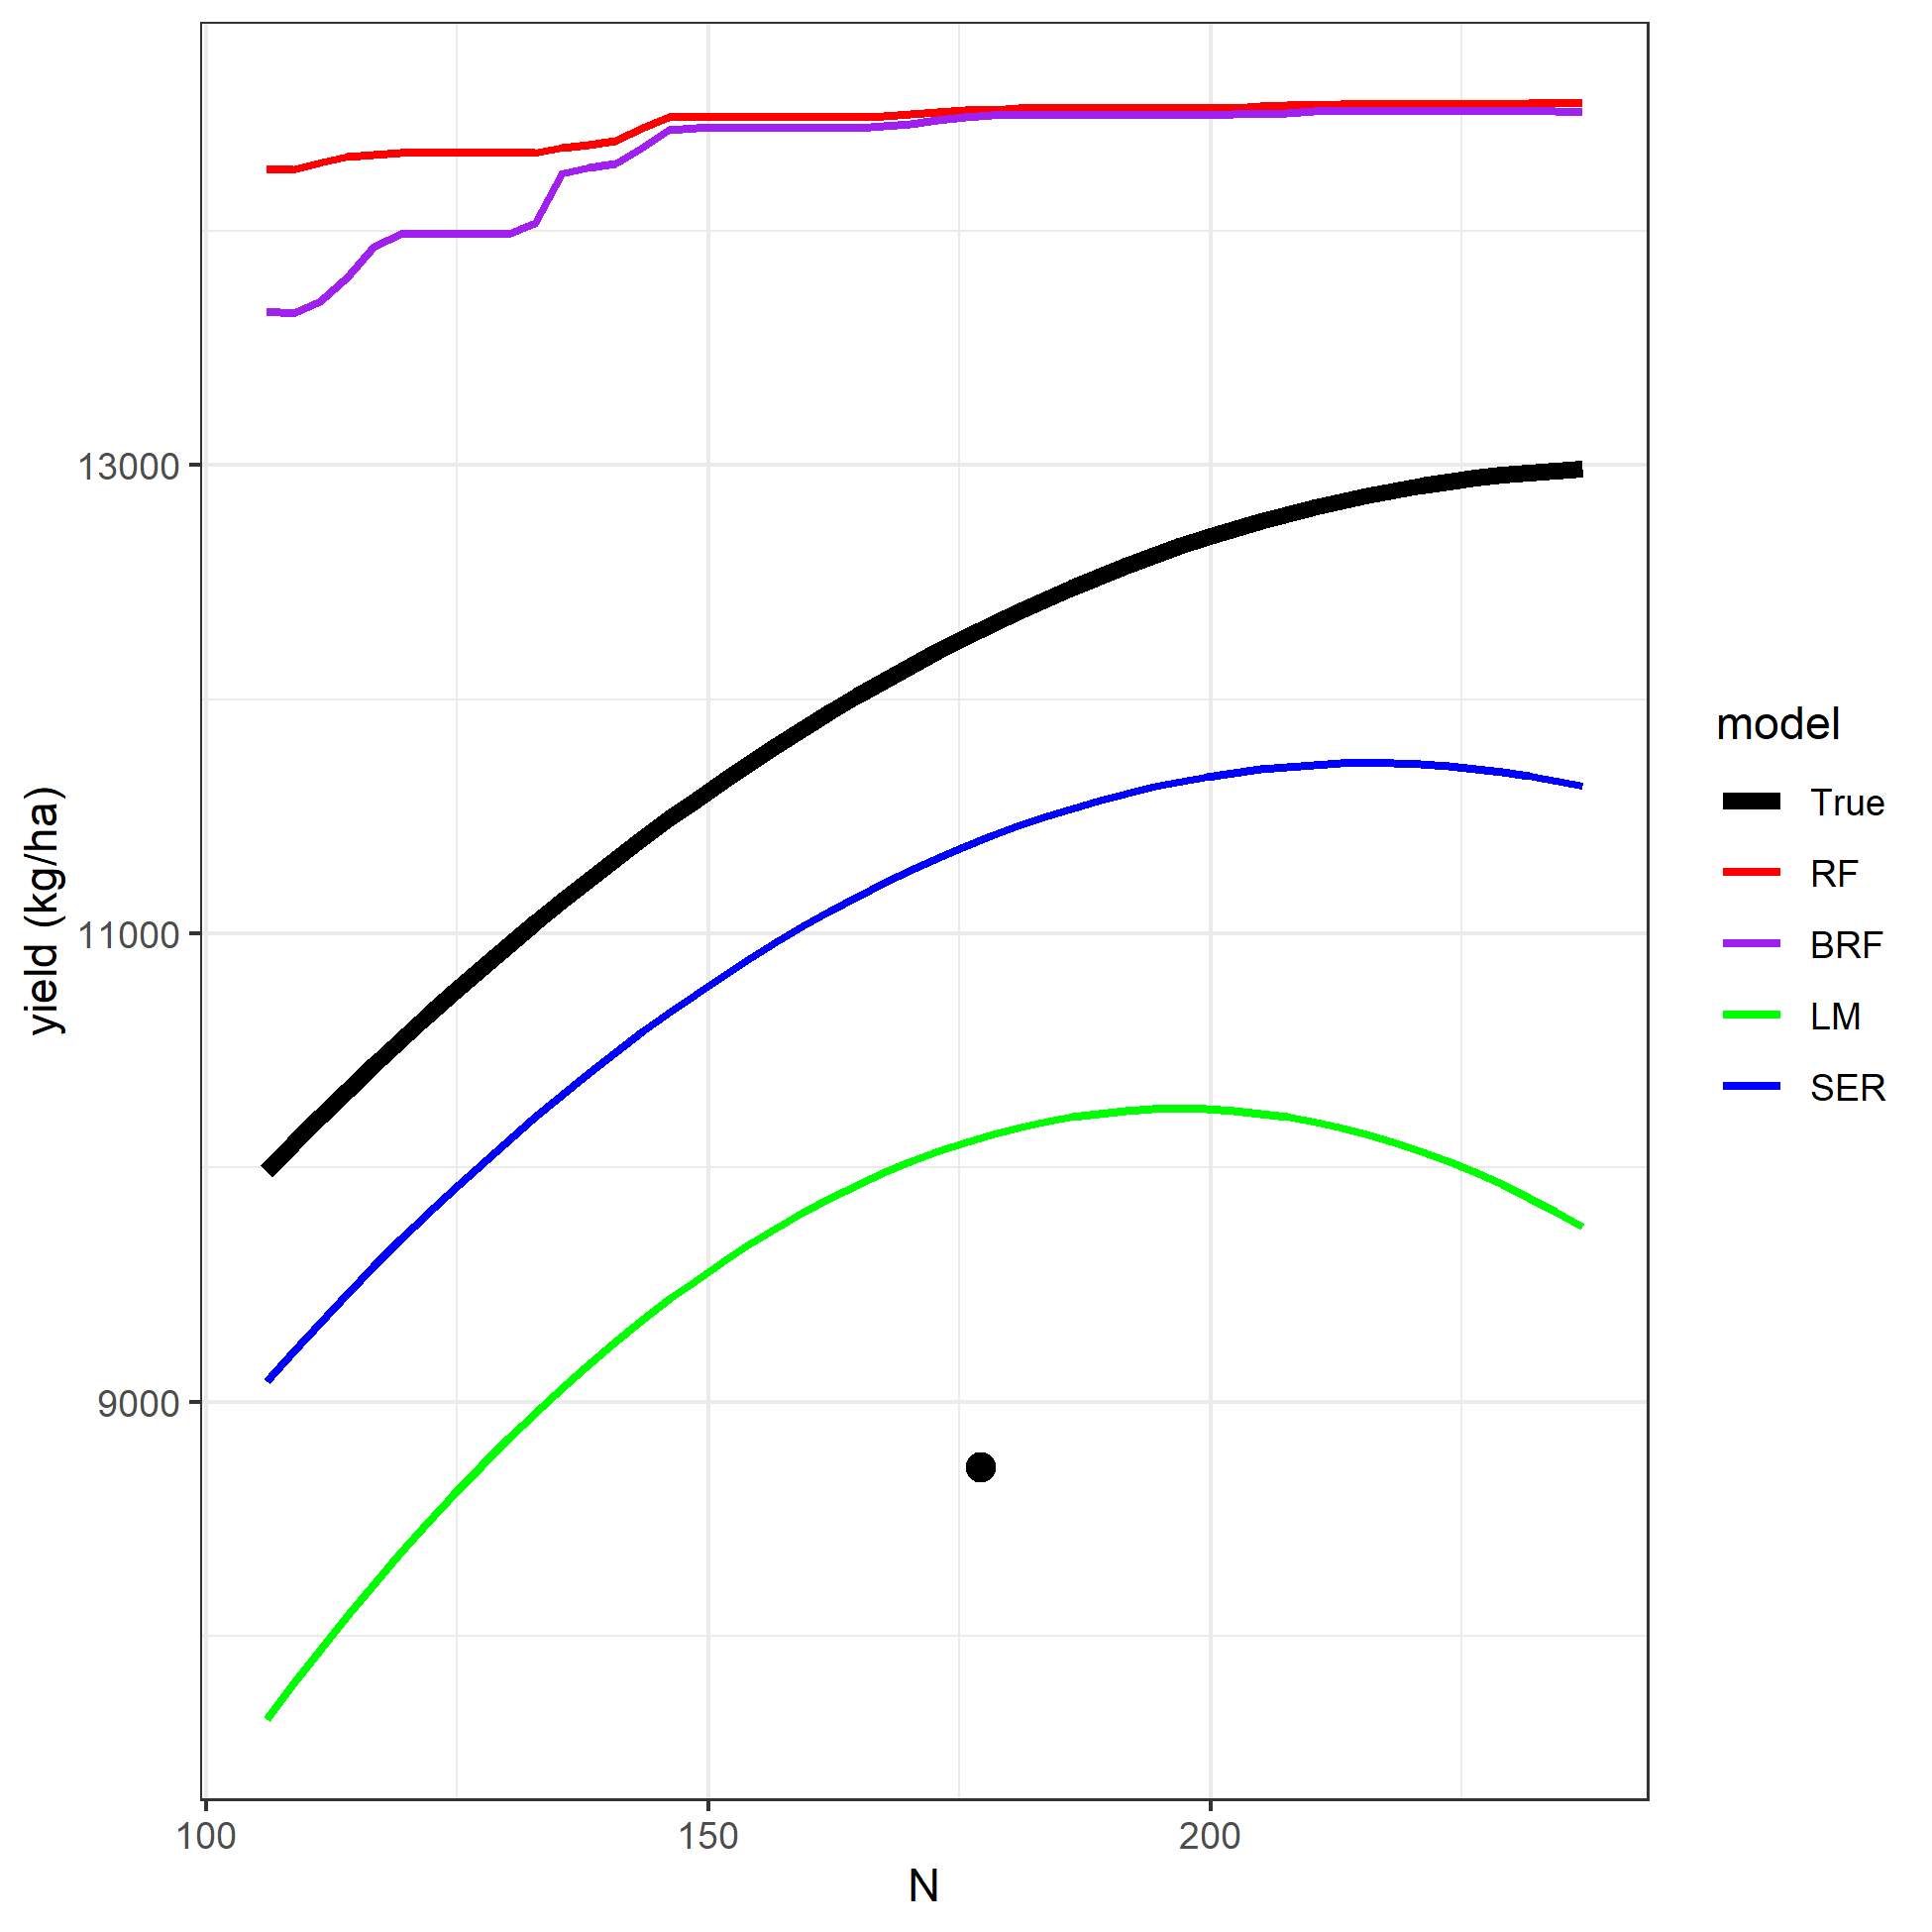 yield (kg/ha)
13000
11000
9000
100
150
200
N
model
True
RF
BRF
LM
SER